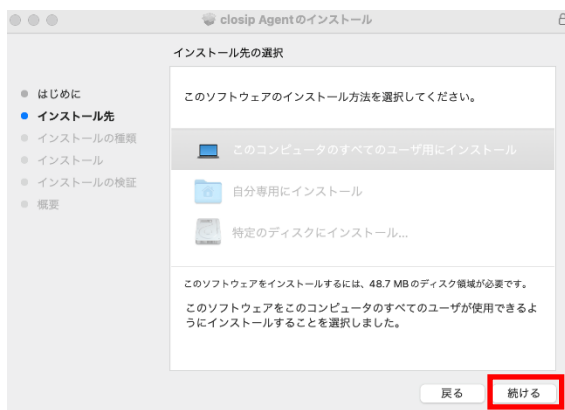 closip Agentのインストール
インストール先の選択
はじめに
インストール先
インストールの種類
インストール
インストールの検証
概要
このソフトウェアのインストール方法を選択してください。
このコンピュータのすべてのユーザ用にインストール
自分専用にインストール
特定のディスクにインストール...
このソフトウェアをインストールするには、48.7 MBのディスク領域が必要です。
このソフトウェアをこのコンピュータのすべてのユーザが使用できるよ
うにインストールすることを選択しました。
戻る
続ける